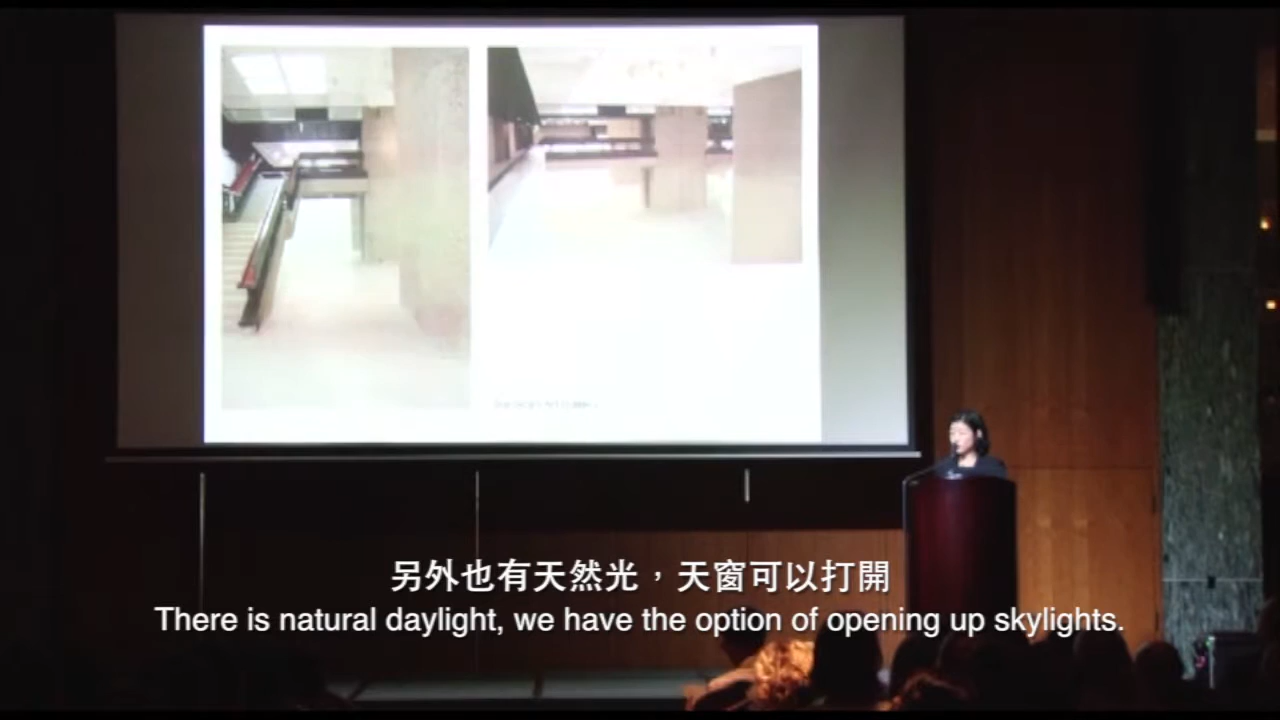 另外也有天然光，天窗可以打開
There is natural daylight, we have the option of opening up skylights.